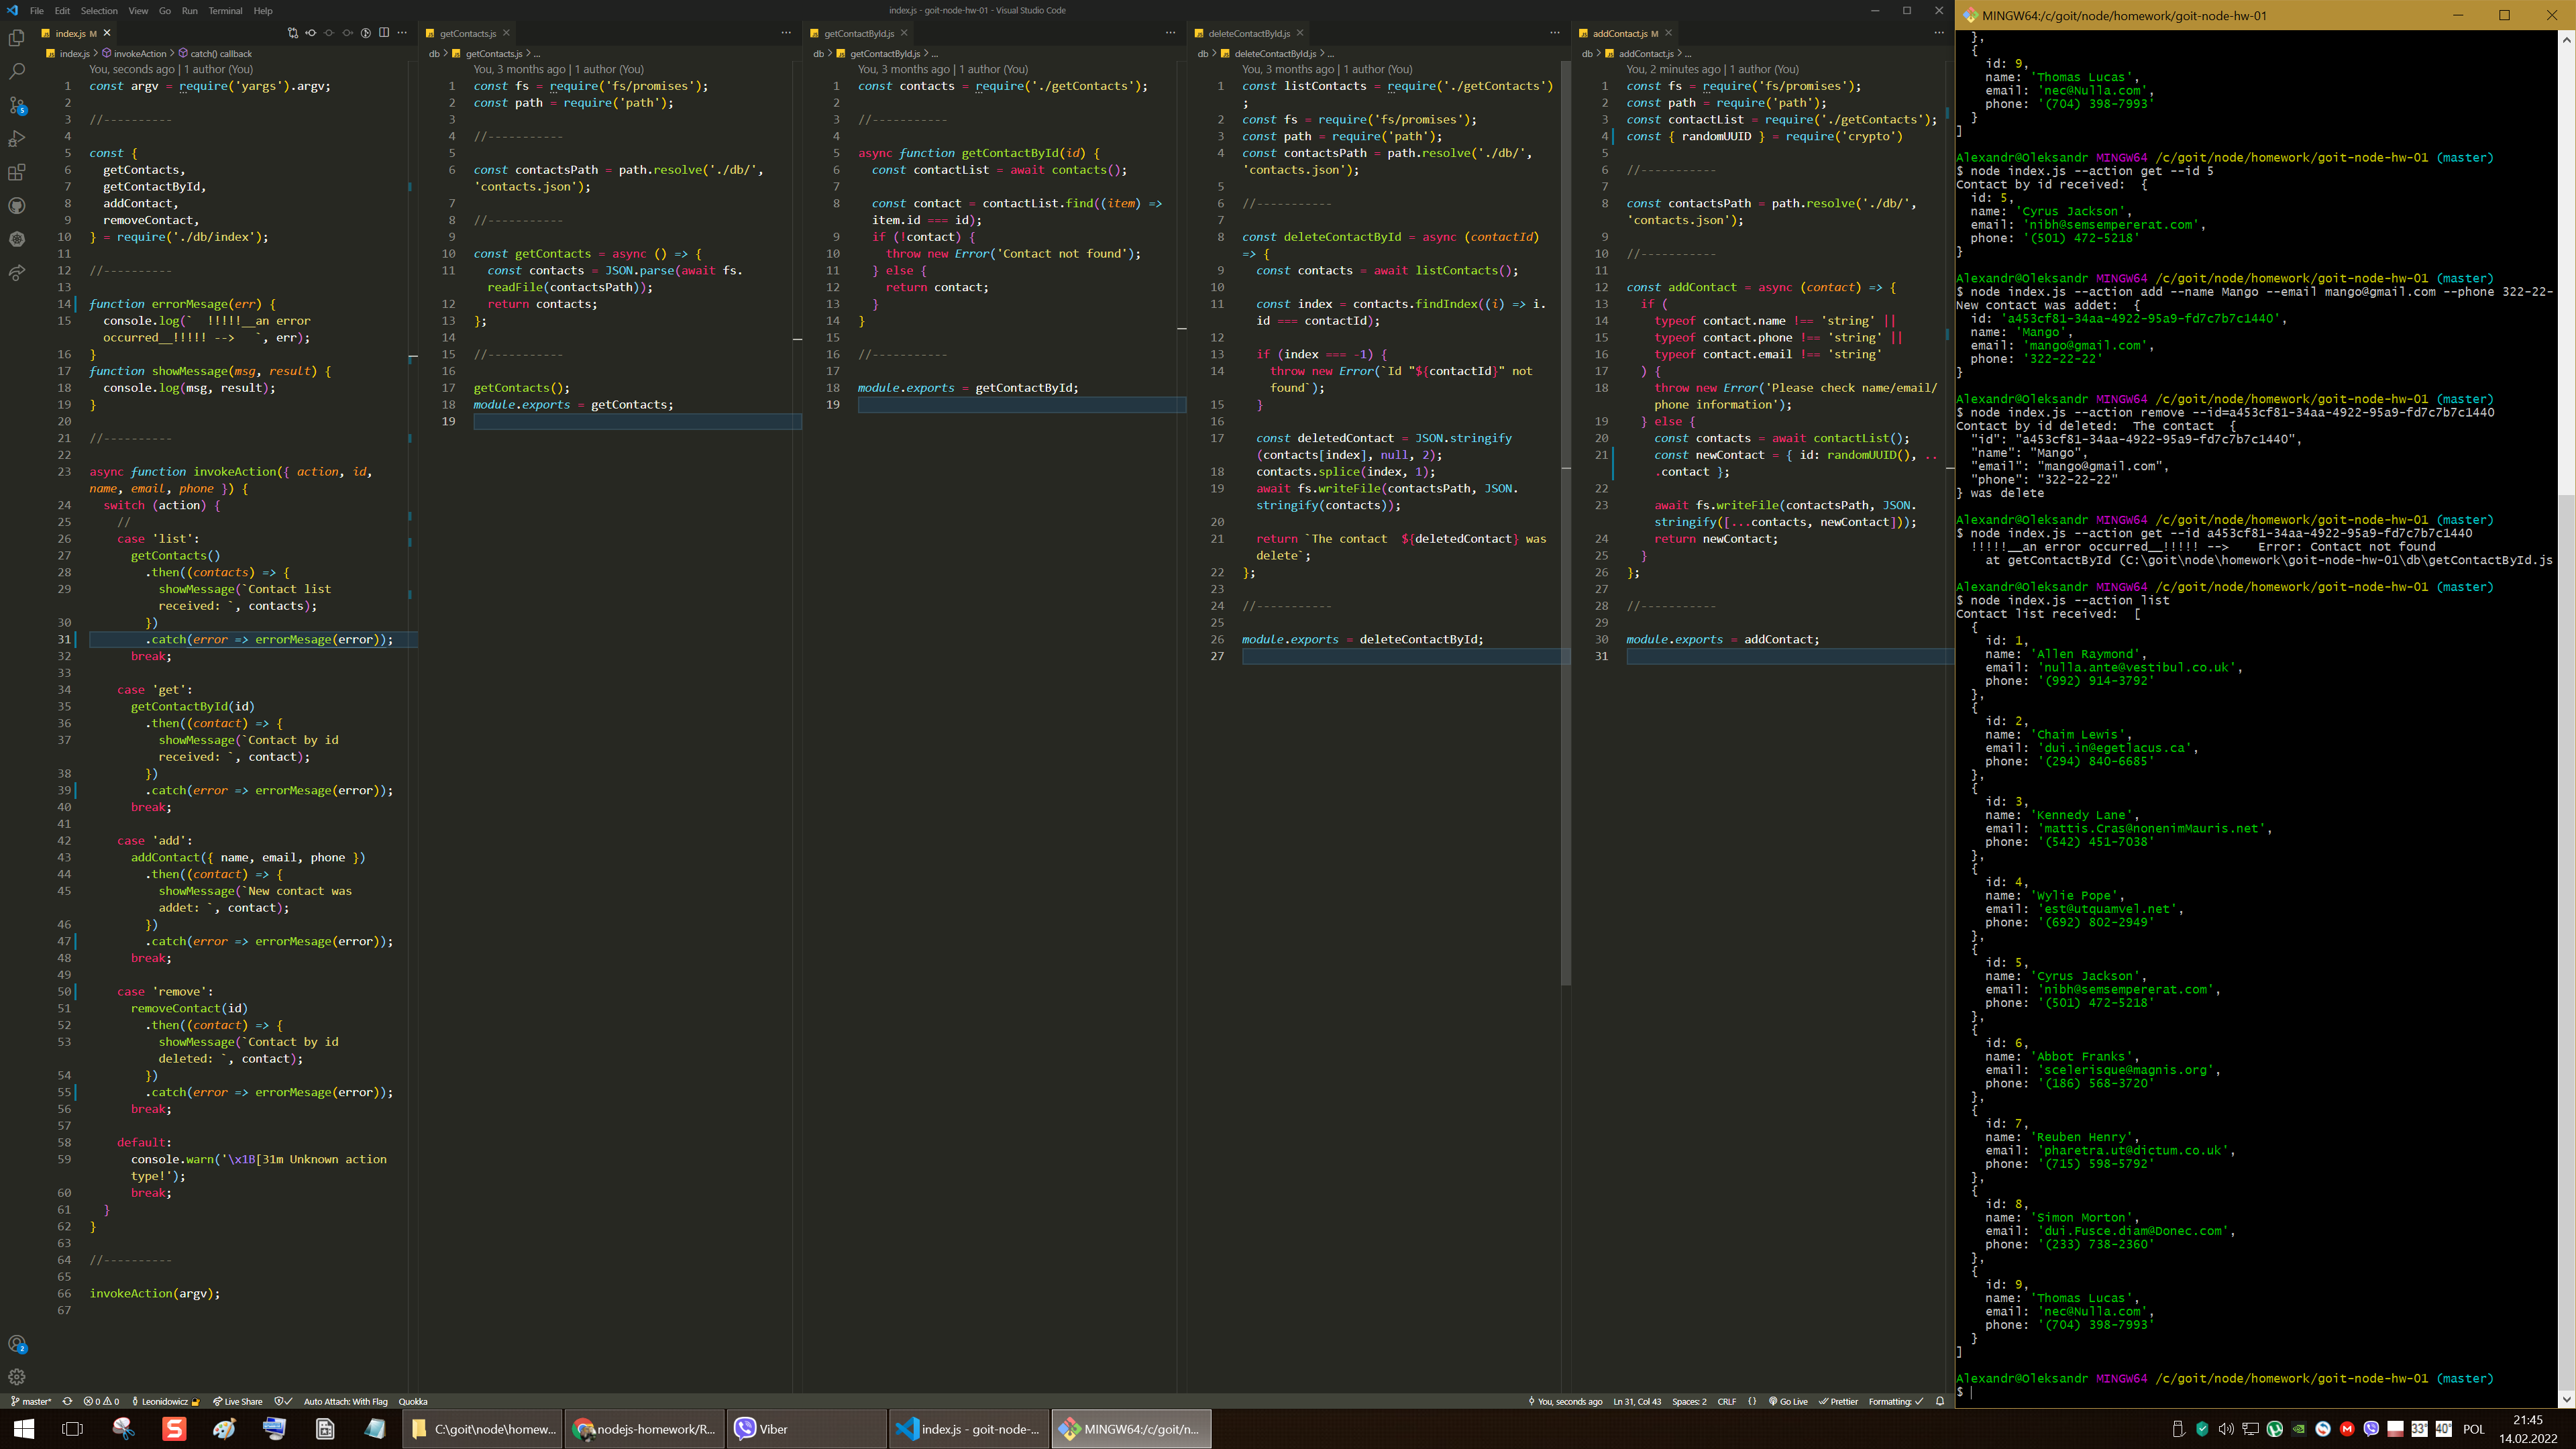 File Edit Selection View Go Run Terminal Help
index.js - goit-node-hw-01 - Visual Studio Code
index.js M
index.js > invokeAction > catch() callback
You, seconds ago | 1 author (You)
1 const argv = require('yargs').argv;
2
3 //----------
4
5 const {
6 getContacts,
7 getContactById,
8 addContact,
9 removeContact,
10 } = require('./db/index');
11
12 //----------
13
14 function errorMesage(err) {
15 console.log(`  !!!!!__an error
occurred__!!!!! -->   `, err);
16 }
17 function showMessage(msg, result) {
18 console.log(msg, result);
19 }
20
21 //----------
22
23 async function invokeAction({ action, id,
name, email, phone }) {
24 switch (action) {
25 //
26 case 'list':
27 getContacts()
28 .then((contacts) => {
29 showMessage(`Contact list
received: `, contacts);
30 })
31 .catch(error => errorMesage(error));
32 break;
33
34 case 'get':
35 getContactById(id)
36 .then((contact) => {
37 showMessage(`Contact by id
received: `, contact);
38 })
39 .catch(error => errorMesage(error));
40 break;
41
42 case 'add':
43 addContact({ name, email, phone })
44 .then((contact) => {
45 showMessage(`New contact was
addet: `, contact);
46 })
47 .catch(error => errorMesage(error));
48 break;
49
50 case 'remove':
51 removeContact(id)
52 .then((contact) => {
53 showMessage(`Contact by id
deleted: `, contact);
54 })
55 .catch(error => errorMesage(error));
56 break;
57
58 default:
59 console.warn('\x1B[31m Unknown action
type!');
60 break;
61 }
62 }
63
64 //----------
65
66 invokeAction(argv);
67
getContacts.js
db > getContacts.js > ...
You, 3 months ago | 1 author (You)
1 const fs = require('fs/promises');
2 const path = require('path');
3
4 //-----------
5
6 const contactsPath = path.resolve('./db/',
'contacts.json');
7
8 //-----------
9
10 const getContacts = async () => {
11 const contacts = JSON.parse(await fs.
readFile(contactsPath));
12 return contacts;
13 };
14
15 //-----------
16
17 getContacts();
18 module.exports = getContacts;
19
getContactById.js
db > getContactById.js > ...
You, 3 months ago | 1 author (You)
1 const contacts = require('./getContacts');
2
3 //-----------
4
5 async function getContactById(id) {
6 const contactList = await contacts();
7
8 const contact = contactList.find((item) =>
item.id === id);
9 if (!contact) {
10 throw new Error('Contact not found');
11 } else {
12 return contact;
13 }
14 }
15
16 //-----------
17
18 module.exports = getContactById;
19
deleteContactById.js
db > deleteContactById.js > ...
You, 3 months ago | 1 author (You)
1 const listContacts = require('./getContacts')
;
2 const fs = require('fs/promises');
3 const path = require('path');
4 const contactsPath = path.resolve('./db/',
'contacts.json');
5
6 //-----------
7
8 const deleteContactById = async (contactId)
=> {
9 const contacts = await listContacts();
10
11 const index = contacts.findIndex((i) => i.
id === contactId);
12
13 if (index === -1) {
14 throw new Error(`Id "${contactId}" not
found`);
15 }
16
17 const deletedContact = JSON.stringify
(contacts[index], null, 2);
18 contacts.splice(index, 1);
19 await fs.writeFile(contactsPath, JSON.
stringify(contacts));
20
21 return `The contact  ${deletedContact} was
delete`;
22 };
23
24 //-----------
25
26 module.exports = deleteContactById;
27
addContact.js M
db > addContact.js > ...
You, 2 minutes ago | 1 author (You)
1 const fs = require('fs/promises');
2 const path = require('path');
3 const contactList = require('./getContacts');
4 const { randomUUID } = require('crypto')
5
6 //-----------
7
8 const contactsPath = path.resolve('./db/',
'contacts.json');
9
10 //-----------
11
12 const addContact = async (contact) => {
13 if (
14 typeof contact.name !== 'string' ||
15 typeof contact.phone !== 'string' ||
16 typeof contact.email !== 'string'
17 ) {
18 throw new Error('Please check name/email/
phone information');
19 } else {
20 const contacts = await contactList();
21 const newContact = { id: randomUUID(), ..
.contact };
22
23 await fs.writeFile(contactsPath, JSON.
stringify([...contacts, newContact]));
24 return newContact;
25 }
26 };
27
28 //-----------
29
30 module.exports = addContact;
31
MINGW64:/c/goit/node/homework/goit-node-hw-01
},
{
id: 9,
name: 'Thomas Lucas',
email: 'nec@Nulla.com',
phone: '(704) 398-7993'
}
]
Alexandr@Oleksandr MINGW64 /c/goit/node/homework/goit-node-hw-01 (master)
$ node index.js --action get --id 5
Contact by id received:  {
id: 5,
name: 'Cyrus Jackson',
email: 'nibh@semsempererat.com',
phone: '(501) 472-5218'
}
Alexandr@Oleksandr MINGW64 /c/goit/node/homework/goit-node-hw-01 (master)
$ node index.js --action add --name Mango --email mango@gmail.com --phone 322-22-
New contact was addet:  {
id: 'a453cf81-34aa-4922-95a9-fd7c7b7c1440',
name: 'Mango',
email: 'mango@gmail.com',
phone: '322-22-22'
}
Alexandr@Oleksandr MINGW64 /c/goit/node/homework/goit-node-hw-01 (master)
$ node index.js --action remove --id=a453cf81-34aa-4922-95a9-fd7c7b7c1440
Contact by id deleted:  The contact  {
"id": "a453cf81-34aa-4922-95a9-fd7c7b7c1440",
"name": "Mango",
"email": "mango@gmail.com",
"phone": "322-22-22"
} was delete
Alexandr@Oleksandr MINGW64 /c/goit/node/homework/goit-node-hw-01 (master)
$ node index.js --action get --id a453cf81-34aa-4922-95a9-fd7c7b7c1440
!!!!!__an error occurred__!!!!! -->    Error: Contact not found
at getContactById (C:\goit\node\homework\goit-node-hw-01\db\getContactById.js
Alexandr@Oleksandr MINGW64 /c/goit/node/homework/goit-node-hw-01 (master)
$ node index.js --action list
Contact list received:  [
{
id: 1,
name: 'Allen Raymond',
email: 'nulla.ante@vestibul.co.uk',
phone: '(992) 914-3792'
},
{
id: 2,
name: 'Chaim Lewis',
email: 'dui.in@egetlacus.ca',
phone: '(294) 840-6685'
},
{
id: 3,
name: 'Kennedy Lane',
email: 'mattis.Cras@nonenimMauris.net',
phone: '(542) 451-7038'
},
{
id: 4,
name: 'Wylie Pope',
email: 'est@utquamvel.net',
phone: '(692) 802-2949'
},
{
id: 5,
name: 'Cyrus Jackson',
email: 'nibh@semsempererat.com',
phone: '(501) 472-5218'
},
{
id: 6,
name: 'Abbot Franks',
email: 'scelerisque@magnis.org',
phone: '(186) 568-3720'
},
{
id: 7,
name: 'Reuben Henry',
email: 'pharetra.ut@dictum.co.uk',
phone: '(715) 598-5792'
},
{
id: 8,
name: 'Simon Morton',
email: 'dui.Fusce.diam@Donec.com',
phone: '(233) 738-2360'
},
{
id: 9,
name: 'Thomas Lucas',
email: 'nec@Nulla.com',
phone: '(704) 398-7993'
}
]
Alexandr@Oleksandr MINGW64 /c/goit/node/homework/goit-node-hw-01 (master)
$
5
2
master* 0 0 Leonidowicz Live Share Auto Attach: With Flag Quokka
You, seconds ago Ln 31, Col 43 Spaces: 2 CRLF {} Go Live Prettier Formatting:
C:\goit\node\homew... nodejs-homework/R... Viber index.js - goit-node-... MINGW64:/c/goit/n...
33° 40° POL 21:45
14.02.2022